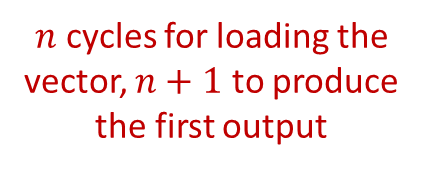 n cycles for loading the
vector, n + 1 to produce
the first output